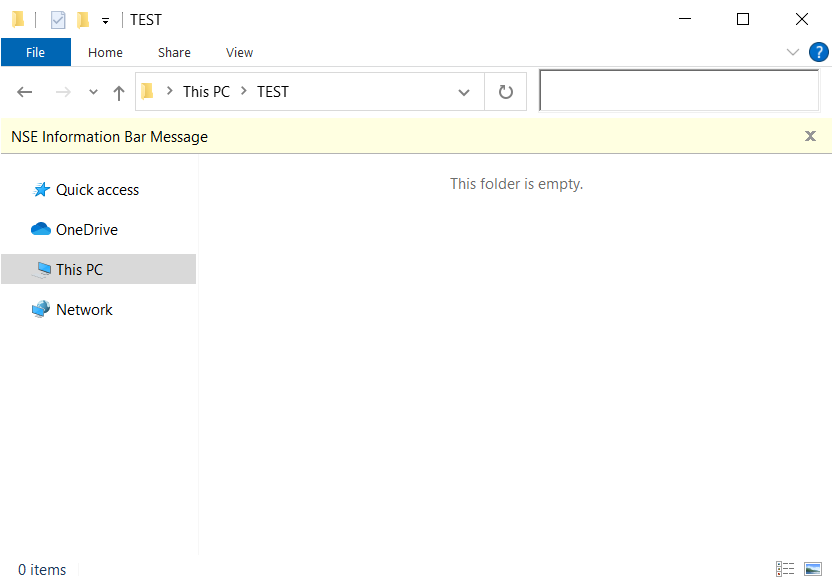 TEST
File Home Share View ?
This PC > TEST
NSE Information Bar Message
Quick access
This folder is empty.
OneDrive
This PC
Network
0 items